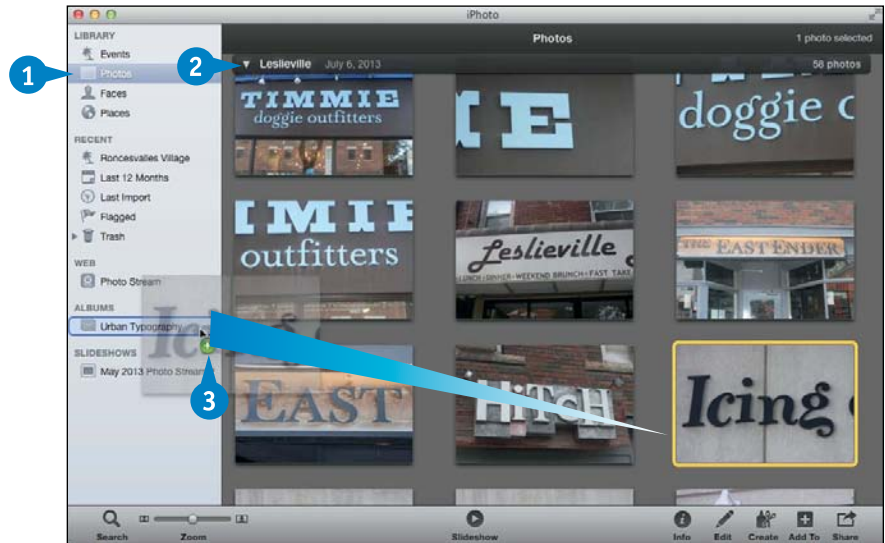 iPhoto
LIBRARY
Events
Photos
Faces
Places
RECENT
Roncesvalles Village
Last 12 Months
Last Import
Flagged
Trash
WEB
Photo Stream
ALBUMS
Urban Typography
SLIDESHOWS
May 2013 Photo Stream
1
2
3
Photos
1 photo selected
Leslieville July 6, 2013
58 photos
TIMMIE
doggie outfitters
IE
doggie
IMMIE
outfitters
Leslieville
LUNCH·DINNER·WEEKEND BRUNCH·FAST TAKE
THE EASTENDER
Icing
EAST
HiTcH
Icing
Search
Zoom
Slideshow
Info
Edit
Create
Add To
Share